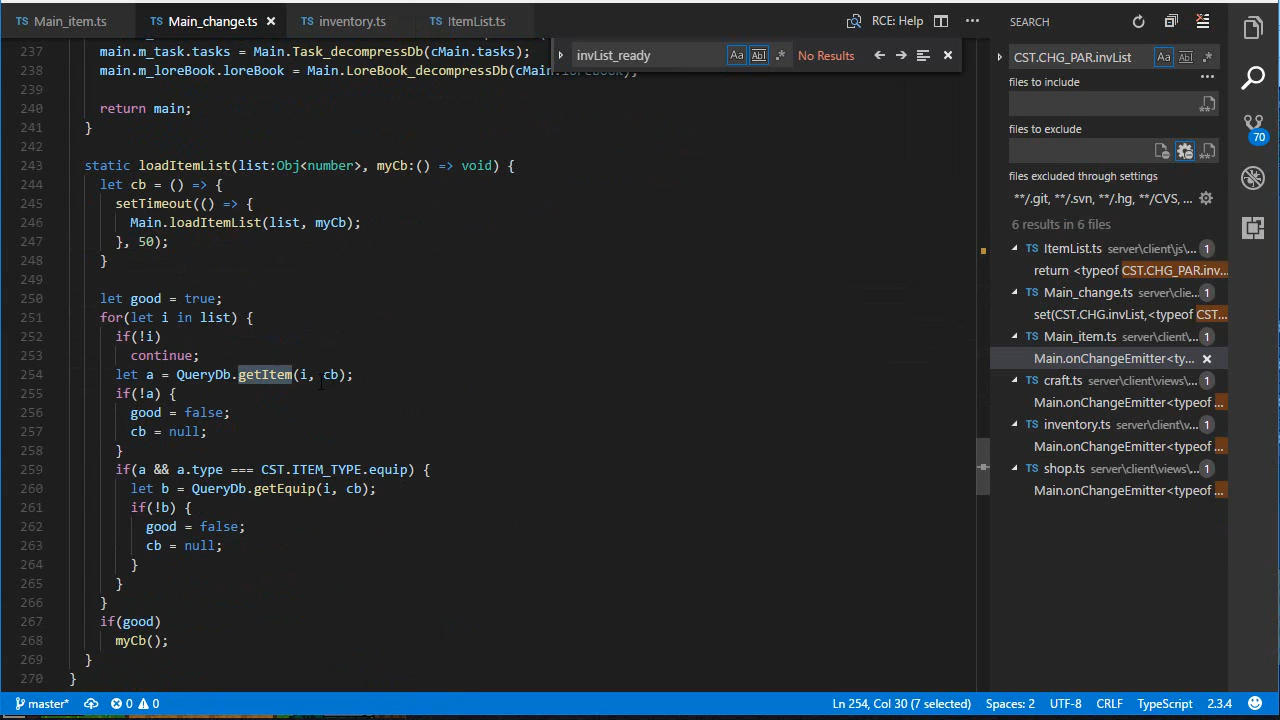 Main_item.ts
Main_change.ts
inventory.ts
ItemList.ts
RCE: Help
237 main.m_task.tasks = Main.Task_decompressDb(cMain.tasks);
238 main.m_loreBook.loreBook = Main.LoreBook_decompressDb(cMain.
239
240 return main;
241 }
242
243 static loadItemList(list:Obj<number>, myCb:() => void) {
244 let cb = () => {
245 setTimeout(() => {
246 Main.loadItemList(list, myCb);
247 }, 50);
248 }
249
250 let good = true;
251 for(let i in list) {
252 if(!i)
253 continue;
254 let a = QueryDb.getItem(i, cb);
255 if(!a) {
256 good = false;
257 cb = null;
258 }
259 if(a && a.type === CST.ITEM_TYPE.equip) {
260 let b = QueryDb.getEquip(i, cb);
261 if(!b) {
262 good = false;
263 cb = null;
264 }
265 }
266 }
267 if(good)
268 myCb();
269 }
270 }
invList_ready
Aa Abl .* No Results
SEARCH
CST.CHG_PAR.invList
Aa Abl .*
files to include
files to exclude
files excluded through settings
**/.git, **/.svn, **/.hg, **/CVS, ...
6 results in 6 files
TS ItemList.ts server\client\js\... 1
return <typeof CST.CHG_PAR.inv...
TS Main_change.ts server\clie... 1
set(CST.CHG.invList,<typeof CST...
TS Main_item.ts server\client\... 1
Main.onChangeEmitter<ty...
TS craft.ts server\client\views\... 1
Main.onChangeEmitter<typeof ...
TS inventory.ts server\client\v... 1
Main.onChangeEmitter<typeof ...
TS shop.ts server\client\views\... 1
Main.onChangeEmitter<typeof ...
70
master*
0 0
Ln 254, Col 30 (7 selected)
Spaces: 2
UTF-8
CRLF
TypeScript
2.3.4